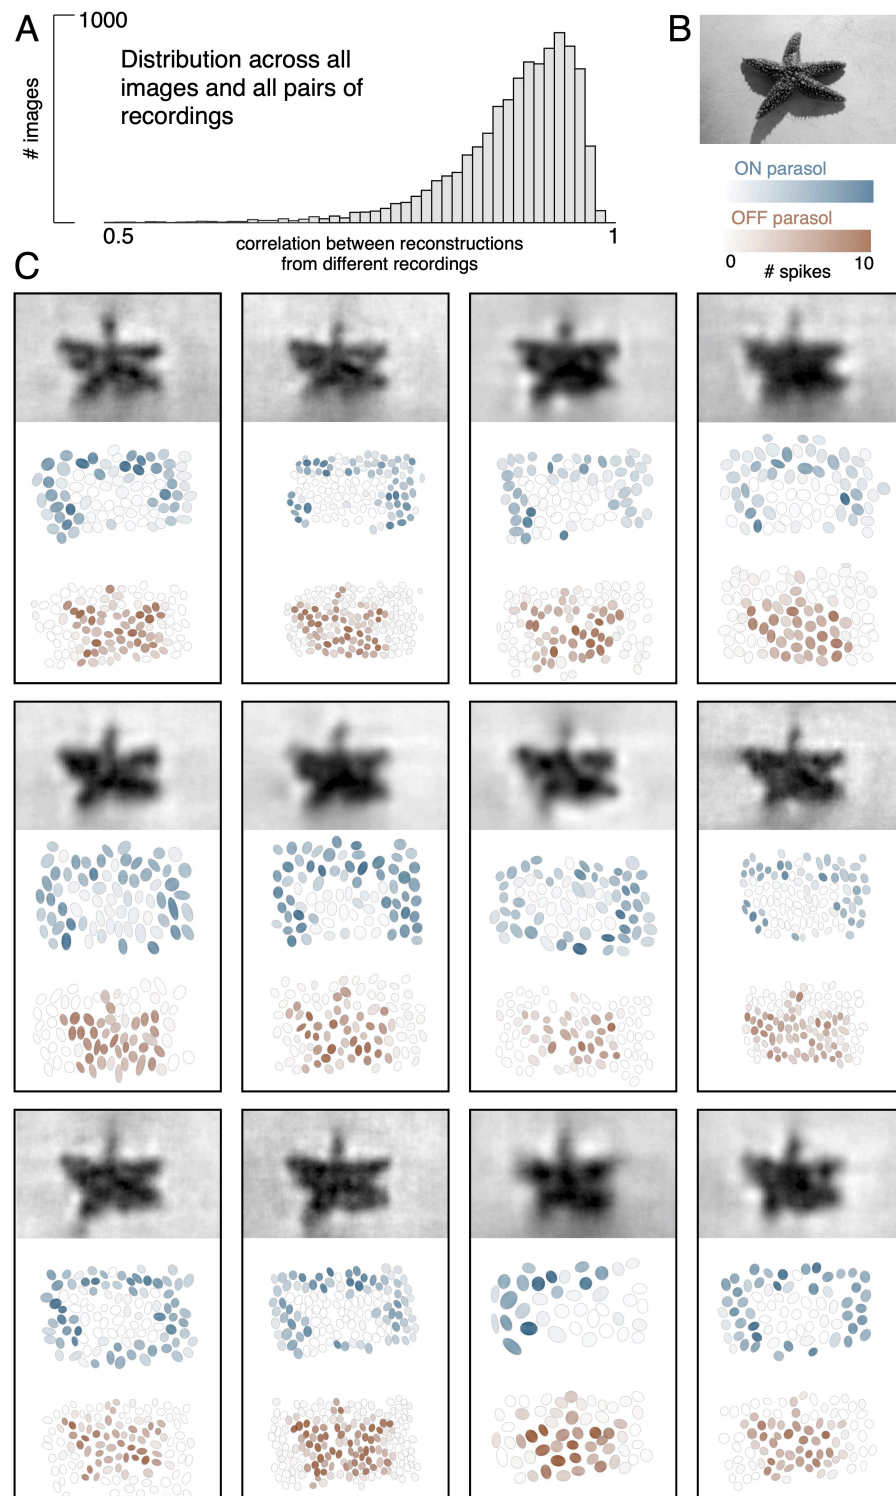 A
1000
# images
Distribution across all
images and all pairs of
recordings
0.5
1
correlation between reconstructions
from different recordings
B
ON parasol
OFF parasol
0
10
# spikes
C